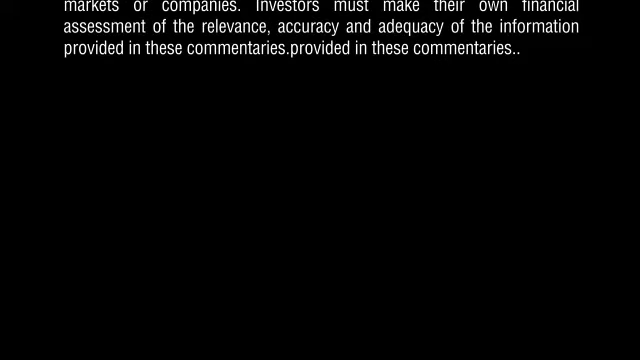 markets or companies. Investors must make their own financial
assessment of the relevance, accuracy and adequacy of the information
provided in these commentaries.provided in these commentaries..